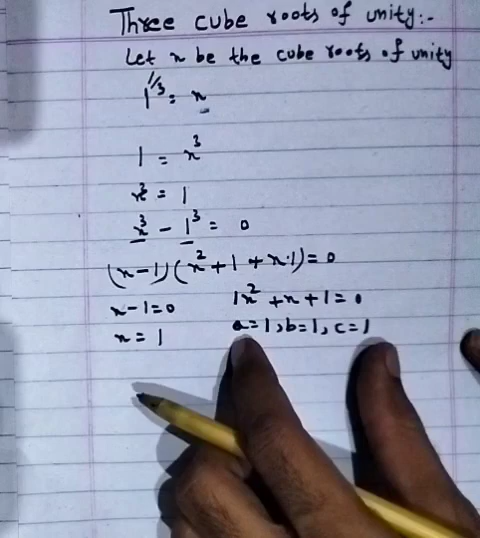 Three cube roots of unity:-
Let x be the cube roots of unity
1^1/3 = x
1 = x^3
x^3 = 1
x^3 - 1^3 = 0
(x-1)(x^2+1+x·1)=0
x-1=0 1x^2+x+1=0
x=1 a=1, b=1, c=1